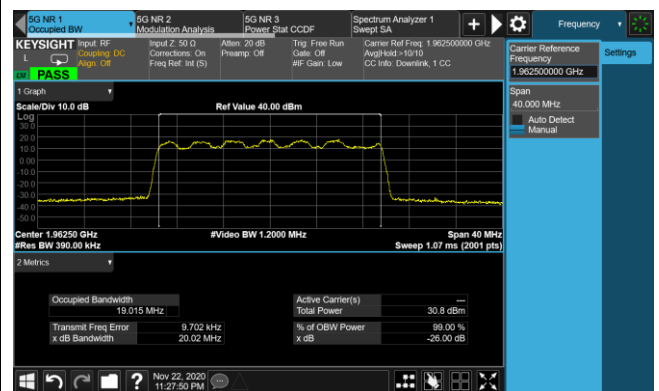 5G NR 1
Occupied BW
5G NR 2
Modulation Analysis
5G NR 3
Power Stat CCDF
Spectrum Analyzer 1
Swept SA
Frequency
KEYSIGHT
L
LXI
PASS
Input: RF
Coupling: DC
Align: Off
Input Z: 50 Ω
Corrections: On
Freq Ref: Int (S)
Atten: 20 dB
Preamp: Off
Trig: Free Run
Gate: Off
#IF Gain: Low
Carrier Ref Freq: 1.962500000 GHz
Avg|Hold:>10/10
CC Info: Downlink, 1 CC
Carrier Reference
Frequency
1.962500000 GHz
Settings
Span
40.000 MHz
Auto Detect
Manual
1 Graph
Scale/Div 10.0 dB
Ref Value 40.00 dBm
Log
30.0
20.0
10.0
0.00
-10.0
-20.0
-30.0
-40.0
-50.0
Center 1.96250 GHz
#Video BW 1.2000 MHz
Span 40 MHz
#Res BW 390.00 kHz
Sweep 1.07 ms (2001 pts)
2 Metrics
Occupied Bandwidth
19.015 MHz
Active Carrier(s)
---
Total Power
30.8 dBm
Transmit Freq Error
9.702 kHz
% of OBW Power
99.00 %
x dB Bandwidth
20.02 MHz
x dB
-26.00 dB
Nov 22, 2020
11:27:50 PM